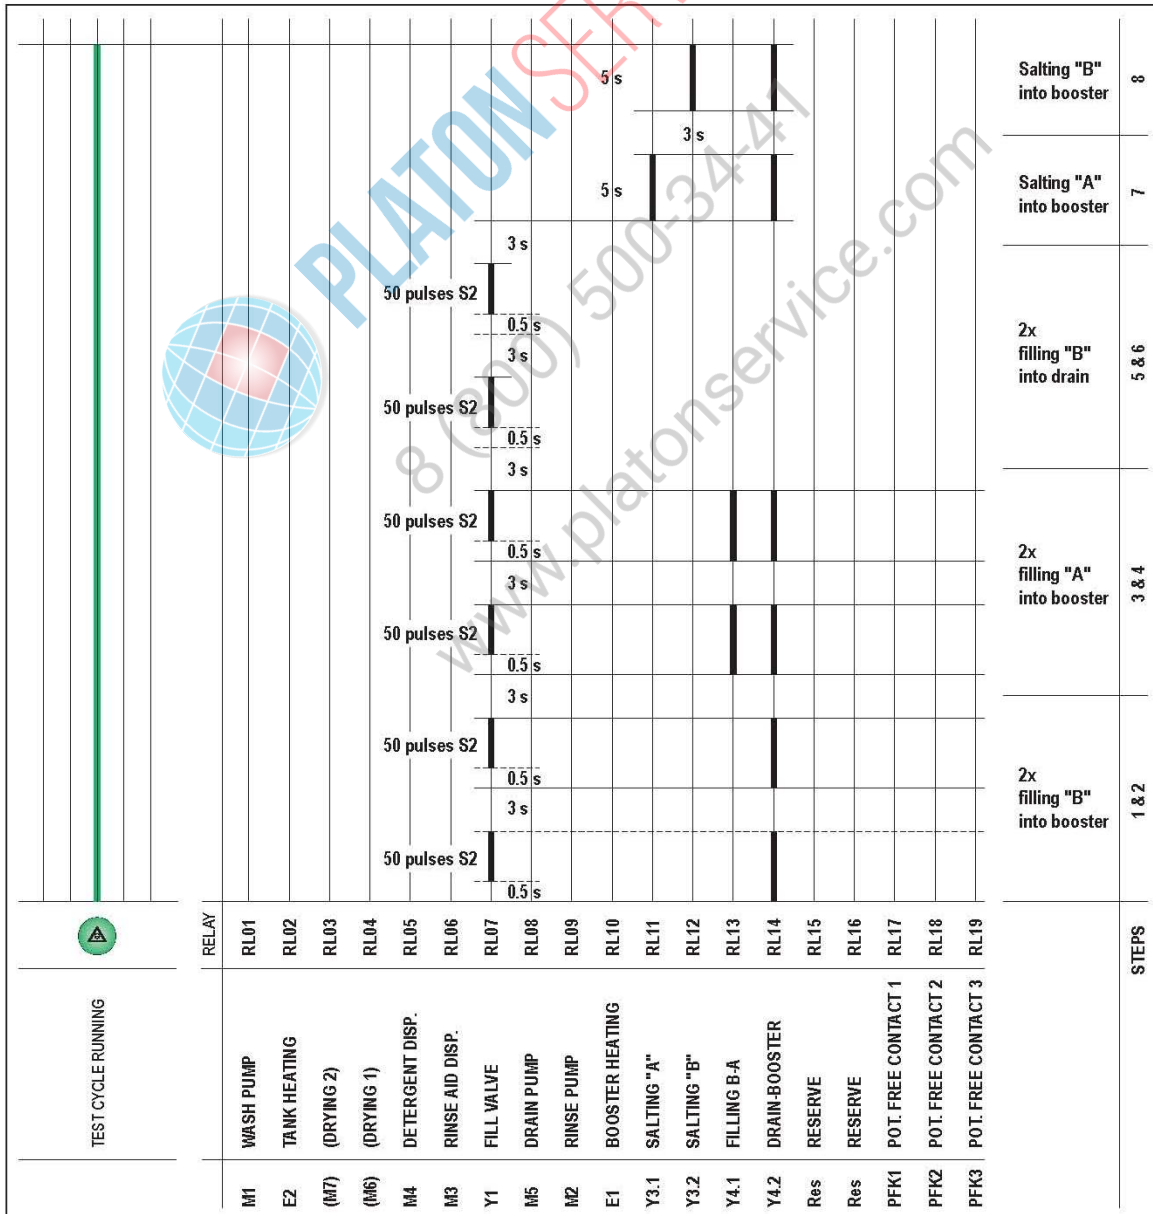 TEST CYCLE RUNNING
RELAY
M1 WASH PUMP RL01
E2 TANK HEATING RL02
(M7) (DRYING 2) RL03
(M6) (DRYING 1) RL04
M4 DETERGENT DISP. RL05
M3 RINSE AID DISP. RL06
Y1 FILL VALVE RL07
M5 DRAIN PUMP RL08
M2 RINSE PUMP RL09
E1 BOOSTER HEATING RL10
Y3.1 SALTING "A" RL11
Y3.2 SALTING "B" RL12
Y4.1 FILLING B-A RL13
Y4.2 DRAIN-BOOSTER RL14
Res RESERVE RL15
Res RESERVE RL16
PFK1 POT. FREE CONTACT 1 RL17
PFK2 POT. FREE CONTACT 2 RL18
PFK3 POT. FREE CONTACT 3 RL19
STEPS
5 s
3 s
5 s
3 s
50 pulses S2
0.5 s
3 s
50 pulses S2
0.5 s
3 s
50 pulses S2
0.5 s
3 s
50 pulses S2
0.5 s
3 s
50 pulses S2
0.5 s
3 s
50 pulses S2
0.5 s
Salting "B"
into booster
8
Salting "A"
into booster
7
2x
filling "B"
into drain
5 & 6
2x
filling "A"
into booster
3 & 4
2x
filling "B"
into booster
1 & 2
PLATONSER
8 (800) 500-34-41
www.platonservice.com